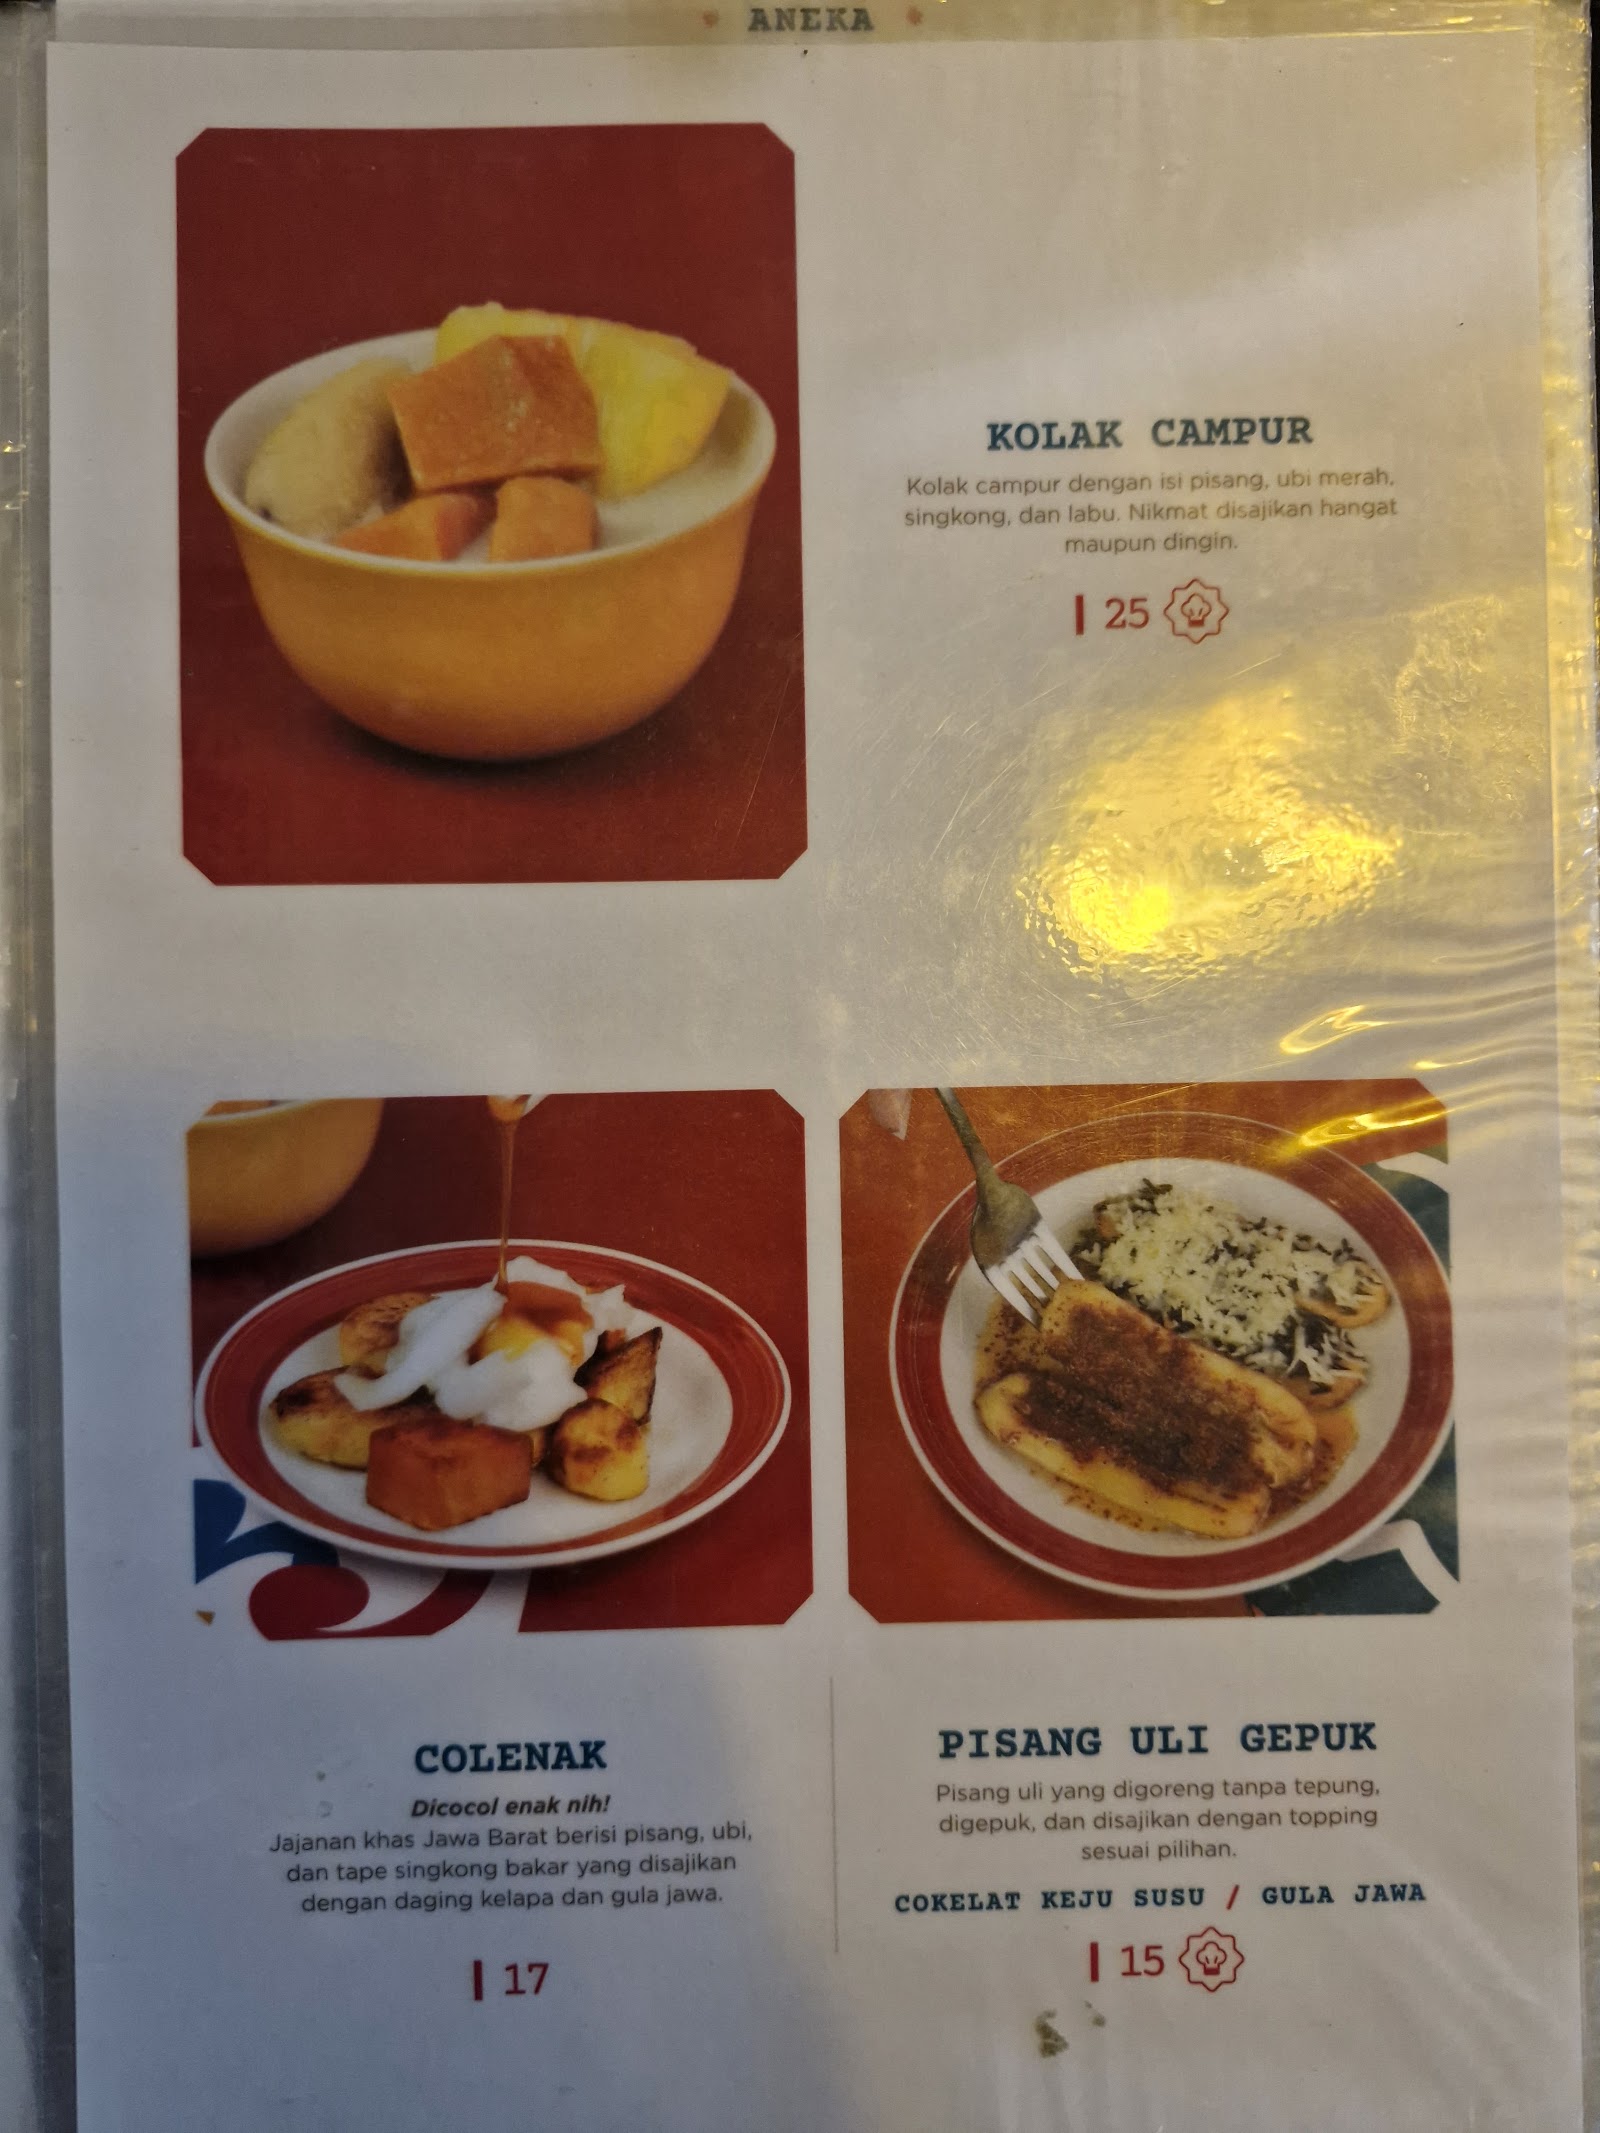 ANEKA
KOLAK CAMPUR
Kolak campur dengan isi pisang, ubi merah,
singkong, dan labu. Nikmat disajikan hangat
maupun dingin.
25
COLENAK
Dicocol enak nih!
Jajanan khas Jawa Barat berisi pisang, ubi,
dan tape singkong bakar yang disajikan
dengan daging kelapa dan gula jawa.
17
PISANG ULI GEPUK
Pisang uli yang digoreng tanpa tepung,
digepuk, dan disajikan dengan topping
sesuai pilihan.
COKELAT KEJU SUSU / GULA JAWA
15